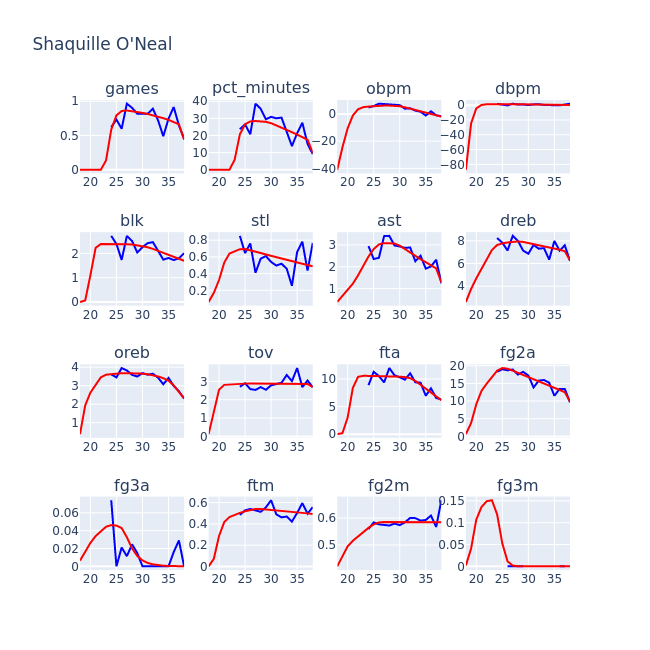 Shaquille O'Neal
games pct_minutes obpm dbpm
1 0.5 0 20 25 30 35
40 30 20 10 0 20 25 30 35
0 −20 −40 20 25 30 35
0 −20 −40 −60 −80 20 25 30 35
blk stl ast dreb
2 1 0 20 25 30 35
0.8 0.6 0.4 0.2 20 25 30 35
3 2 1 20 25 30 35
8 6 4 20 25 30 35
oreb tov fta fg2a
4 3 2 1 20 25 30 35
3 2 1 0 20 25 30 35
10 5 0 20 25 30 35
20 15 10 5 0 20 25 30 35
fg3a ftm fg2m fg3m
0.06 0.04 0.02 0 20 25 30 35
0.6 0.4 0.2 0 20 25 30 35
0.6 0.5 20 25 30 35
0.15 0.1 0.05 0 20 25 30 35